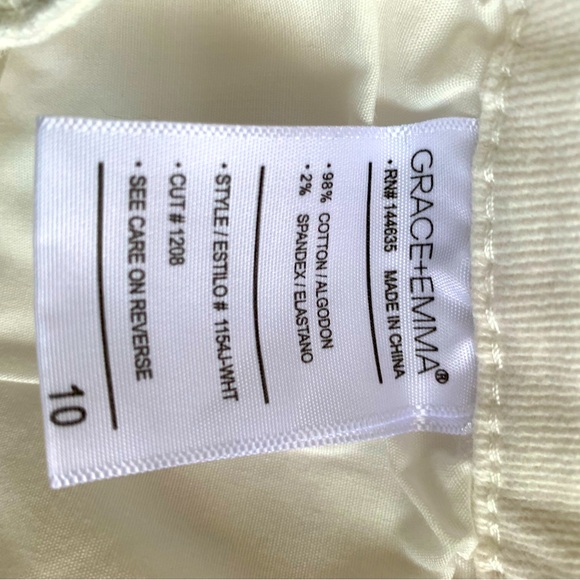 GRACE+EMMA®
• RN# 144635 MADE IN CHINA
• 98% COTTON / ALGODON
• 2% SPANDEX / ELASTANO
• STYLE / ESTILO # 1154J-WHT
• CUT # 1208
• SEE CARE ON REVERSE
10